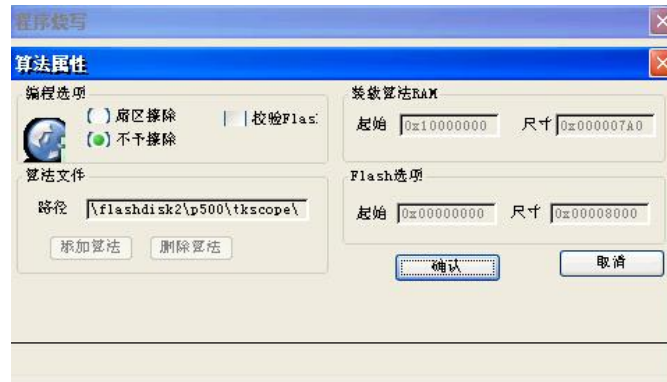 程序烧写
算法属性
编程选项
扇区擦除
校验Flas
不予擦除
算法文件
路径 \flashdisk2\p500\tkscope\
添加算法 删除算法
装载算法RAM
起始 0x10000000 尺寸 0x000007A0
Flash选项
起始 0x00000000 尺寸 0x00008000
确认 取消